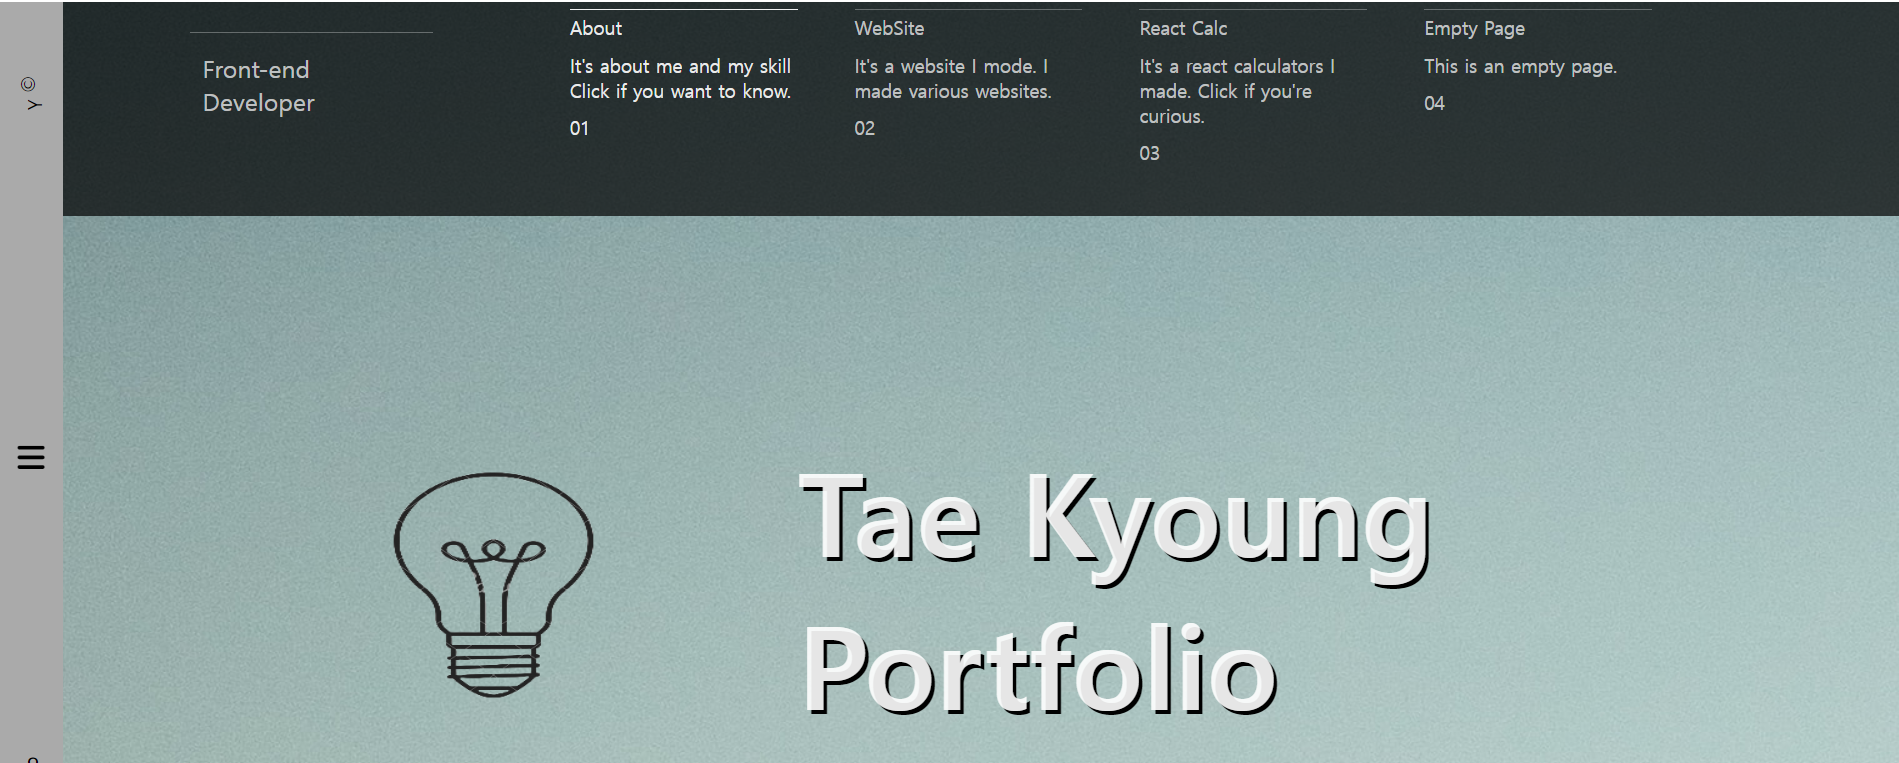 Y ©
Front-end
Developer
About
It's about me and my skill
Click if you want to know.
01
WebSite
It's a website I mode. I
made various websites.
02
React Calc
It's a react calculators I
made. Click if you're
curious.
03
Empty Page
This is an empty page.
04
Tae Kyoung
Portfolio